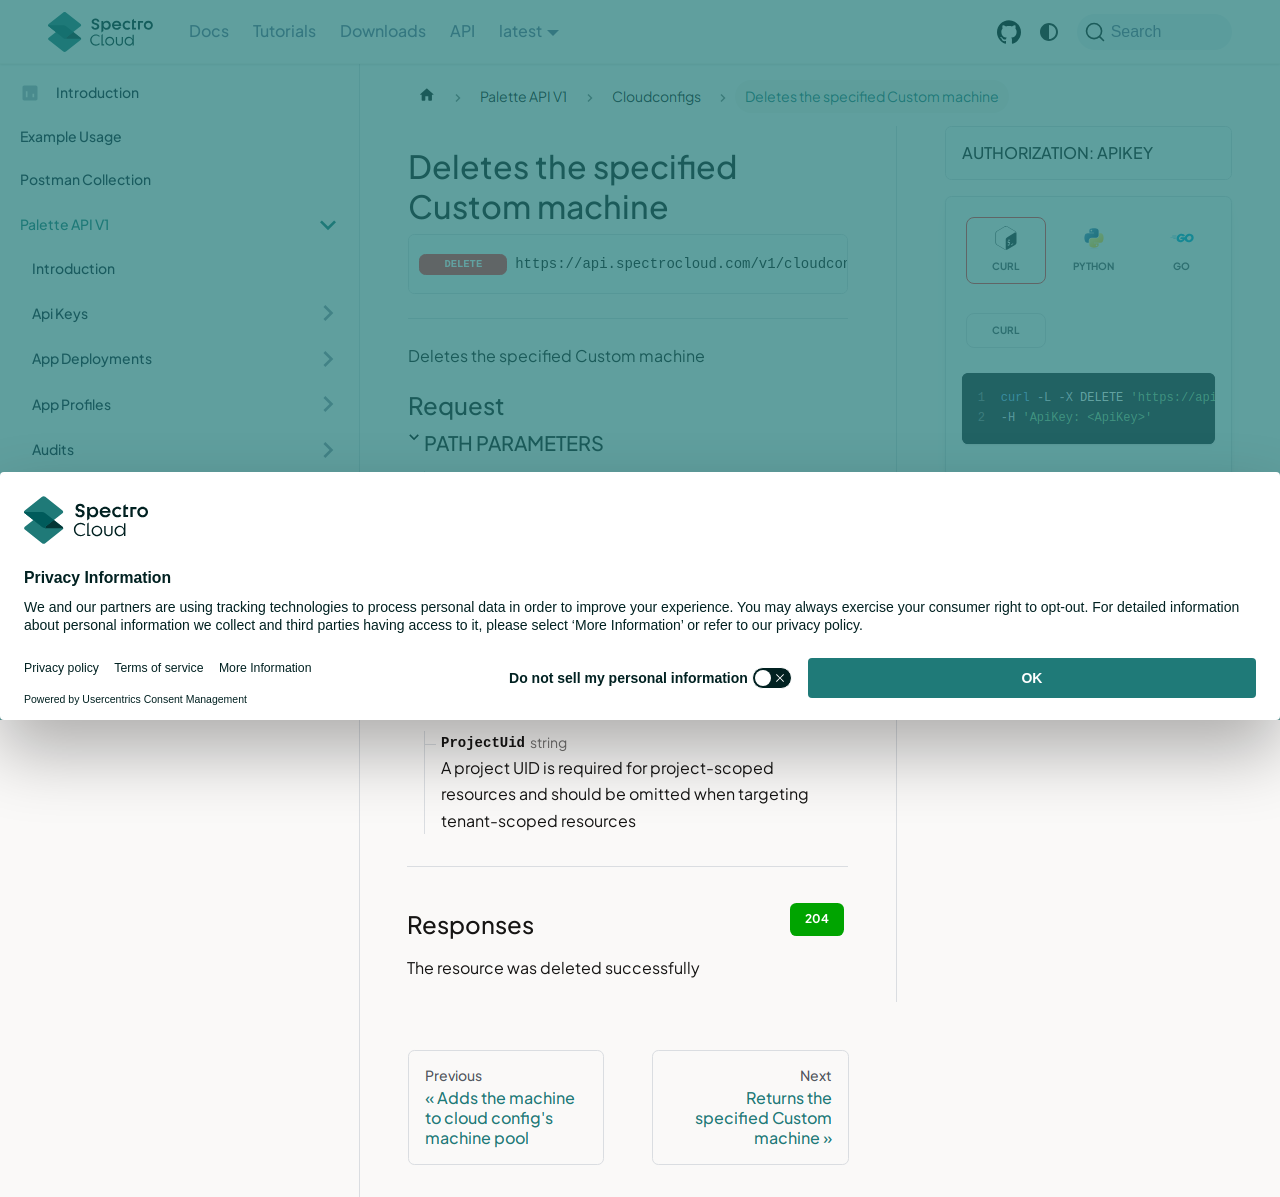 Spectro
Cloud
Docs
Tutorials
Downloads
API
latest
Search
Introduction
Example Usage
Postman Collection
Palette API V1
Introduction
Api Keys
App Deployments
App Profiles
Audits
Palette API V1
Cloudconfigs
Deletes the specified Custom machine
Deletes the specified
Custom machine
DELETE https://api.spectrocloud.com/v1/cloudcon
Deletes the specified Custom machine
Request
PATH PARAMETERS
AUTHORIZATION: APIKEY
CURL
PYTHON
GO
CURL
1 curl -L -X DELETE 'https://api
2 -H 'ApiKey: <ApiKey>'
Spectro
Cloud
Privacy Information
We and our partners are using tracking technologies to process personal data in order to improve your experience. You may always exercise your consumer right to opt-out. For detailed information
about personal information we collect and third parties having access to it, please select ‘More Information’ or refer to our privacy policy.
Privacy policy
Terms of service
More Information
Do not sell my personal information
OK
Powered by Usercentrics Consent Management
ProjectUid string
A project UID is required for project-scoped
resources and should be omitted when targeting
tenant-scoped resources
Responses
204
The resource was deleted successfully
Previous
« Adds the machine
to cloud config's
machine pool
Next
Returns the
specified Custom
machine »